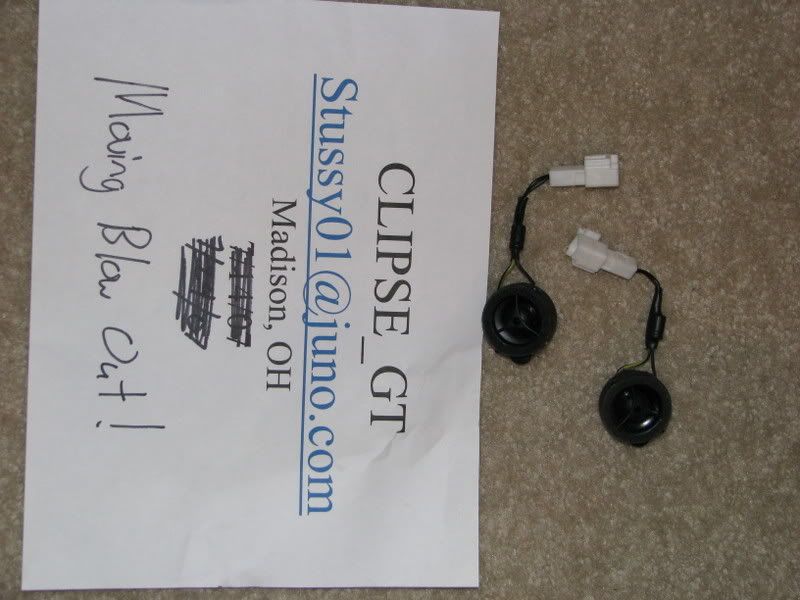 CLIPSE_GT
Stussy01@juno.com
Madison, OH
Moving Blow Out!